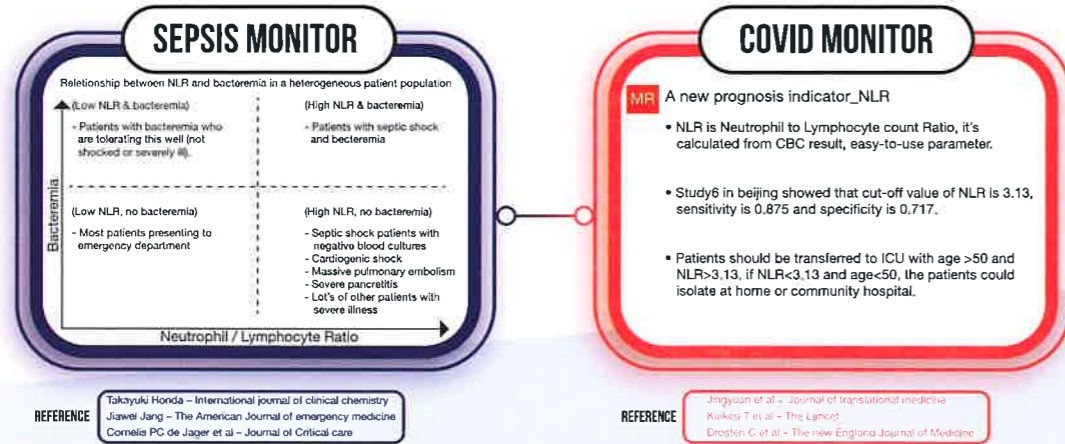 SEPSIS MONITOR
Relationship between NLR and bacteremia in a heterogeneous patient population
(Low NLR & bacteremia)
- Patients with bacteremia who
are tolerating this well (not
shocked or severely ill).
(High NLR & bacteremia)
- Patients with septic shock
and becteremia
Bacteremia
(Low NLR, no bacteremia)
- Most patients presenting to
emergency department
(High NLR, no bacteremia)
- Septic shock patients with
negative blood cultures
- Cardiogenic shock
- Massive pulmonary embolism
- Severe pancretitis
- Lot's of other patients with
severe illness
Neutrophil / Lymphocyte Ratio
REFERENCE
Takayuki Honda – International journal of clinical chemistry
Jiawei Jang – The American Journal of emergency medicine
Cornelis PC de Jager et al – Journal of Critical care
COVID MONITOR
MR A new prognosis indicator_NLR
• NLR is Neutrophil to Lymphocyte count Ratio, it's
calculated from CBC result, easy-to-use parameter.
• Study6 in beijing showed that cut-off value of NLR is 3.13,
sensitivity is 0.875 and specificity is 0.717.
• Patients should be transferred to ICU with age >50 and
NLR>3.13, if NLR<3.13 and age<50, the patients could
isolate at home or community hospital.
REFERENCE
Jingyuan et al – Journal of translational medicine
Kuiken T et al – The Lancet
Drosten C et al – The new England Journal of Medicine